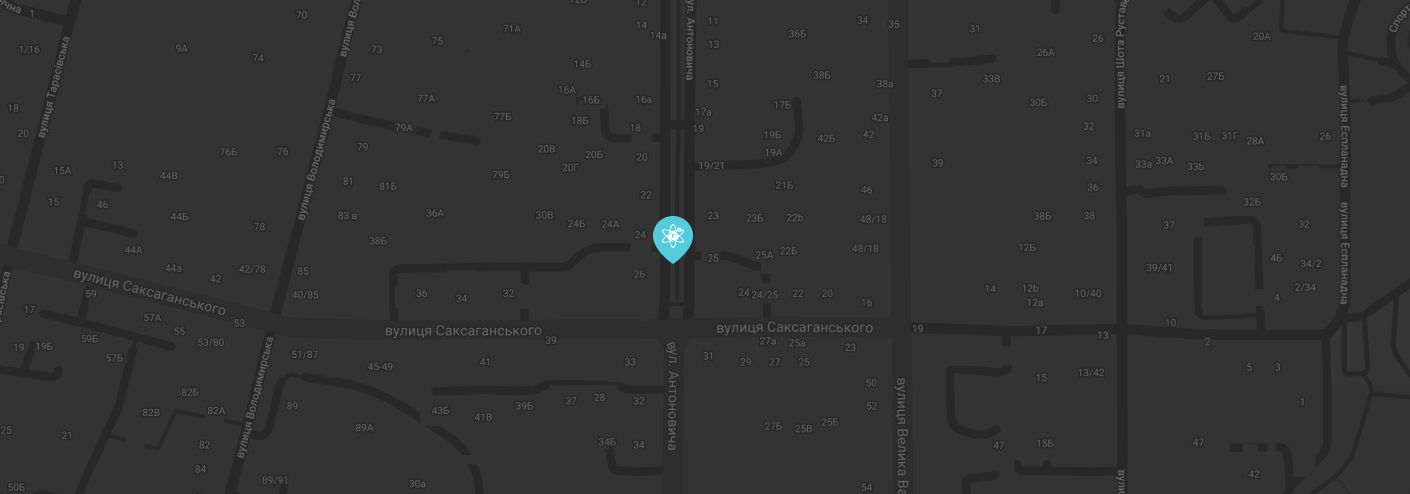 вулиця Тарасівська
вулиця Володимирська
вул. Антоновича
вулиця Шота Рустав
вулиця Еспланадна
вулиця Еспланадна
Спорт
чна
1
70
71А
12
11
34
35
31
14
14а
36Б
26
20А
1/16
9А
74
73
75
13
26А
14Б
77
77А
16А
16Б
16а
15
38Б
38а
33В
37
21
27Б
18
77Б
18Б
18
17а
17Б
42а
30Б
30
20
79А
79
19
19Б
42Б
42
32
31а
31Б
31Г
28А
26
76Б
76
20В
20Б
20Г
20
19А
19/21
39
34
33а
33А
33b
15А
13
44В
81
81Б
79Б
22
21Б
46
36
30Б
15
46
44Б
78
83 в
36А
30В
24Б
24А
24
23
23Б
22b
48/18
38Б
38
37
32Б
32
44А
38Б
25
25А
22Б
48/18
12Б
4Б
34/2
44а
42
42/78
85
40/85
36
34
32
26
24
24/25
22
20
16
14
12b
12а
10/40
39/41
4
2/34
вулиця Саксаганського
вулиця Саксаганського
вулиця Саксаганського
17
59
57А
55
53
53/80
59Б
57Б
19
19Б
51/87
45-49
41
39
33
31
27а
25а
29
27
25
23
19
17
13
10
2
5
3
1
вулиця Володимирська
вул. Антоновича
вулиця Велика Ва
82Б
82В
82А
82
84
89
89А
89/91
43Б
41В
39Б
37
28
32
34Б
34
50
52
27Б
25В
25Б
15
13/42
47
15Б
47
42
25
21
50Б
30а
54
вули